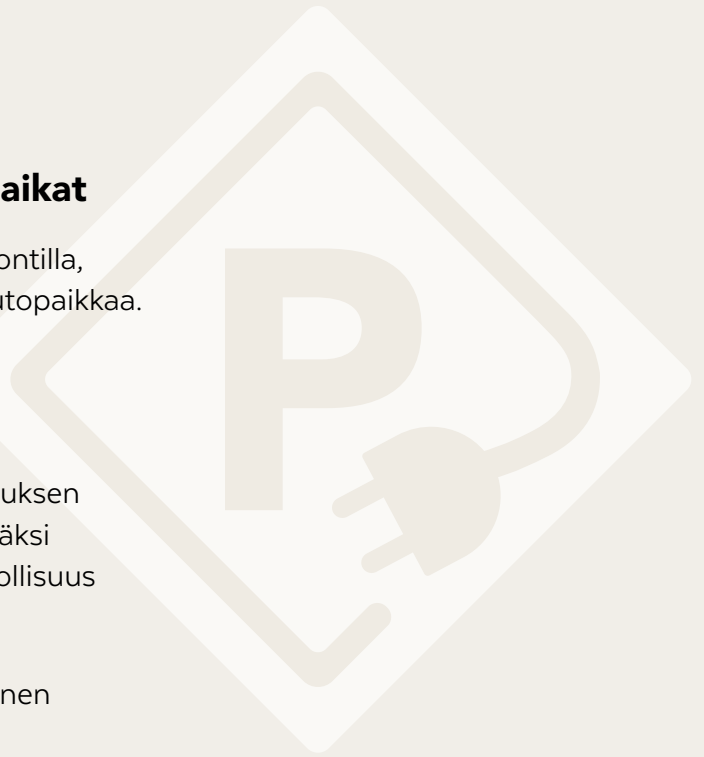 aikat
ontilla,
utopaikkaa.
P
uksen
äksi
ollisuus
nen